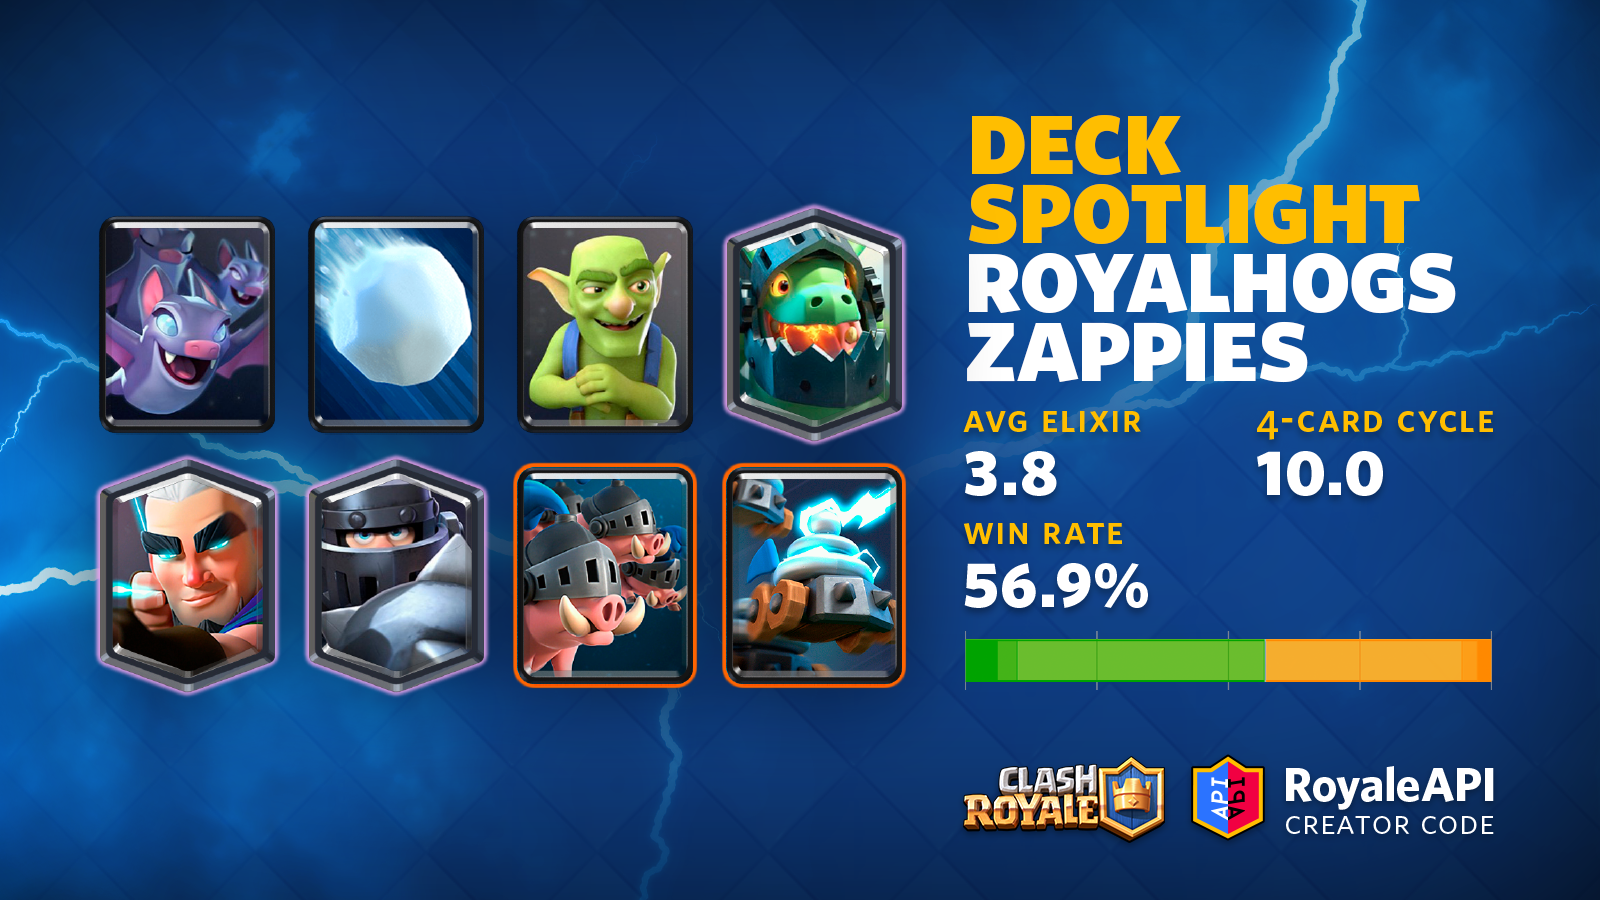 DECK
SPOTLIGHT
ROYALHOGS
ZAPPIES
AVG ELIXIR
4-CARD CYCLE
3.8
10.0
WIN RATE
56.9%
CLASH
ROYALE
API
API
RoyaleAPI
CREATOR CODE